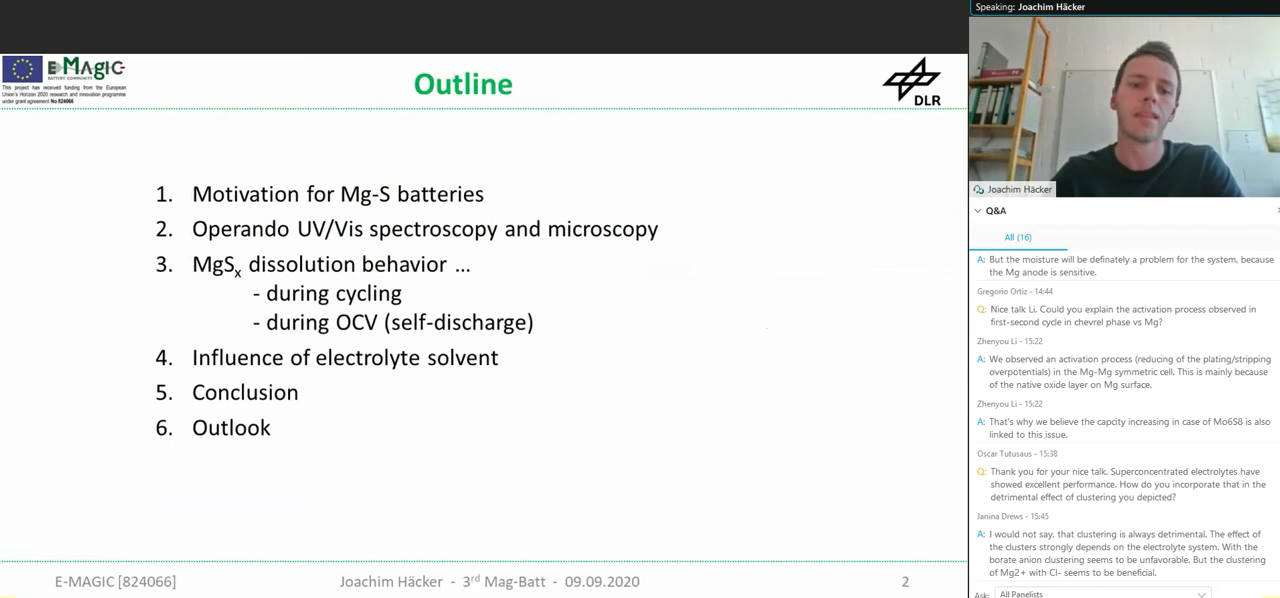 Speaking: Joachim Häcker
E-MAGIC
BATTERY COMMUNITY
This project has received funding from the European
Union's Horizon 2020 research and innovation programme
under grant agreement No 824066
Outline
DLR
1. Motivation for Mg-S batteries
2. Operando UV/Vis spectroscopy and microscopy
3. MgSx dissolution behavior ...
- during cycling
- during OCV (self-discharge)
4. Influence of electrolyte solvent
5. Conclusion
6. Outlook
E-MAGIC [824066]
Joachim Häcker - 3rd Mag-Batt - 09.09.2020
2
Joachim Häcker
Q&A
All (16)
A: But the moisture will be definately a problem for the system, because
the Mg anode is sensitive.
Gregorio Ortiz - 14:44
Q: Nice talk Li. Could you explain the activation process observed in
first-second cycle in chevrel phase vs Mg?
Zhenyou Li - 15:22
A: We observed an activation process (reducing of the plating/stripping
overpotentials) in the Mg-Mg symmetric cell. This is mainly because
of the native oxide layer on Mg surface.
Zhenyou Li - 15:22
A: That's why we believe the capcity increasing in case of Mo6S8 is also
linked to this issue.
Oscar Tutusaus - 15:38
Q: Thank you for your nice talk. Superconcentrated electrolytes have
showed excellent performance. How do you incorporate that in the
detrimental effect of clustering you depicted?
Janina Drews - 15:45
A: I would not say, that clustering is always detrimental. The effect of
the clusters strongly depends on the electrolyte system. With the
borate anion clustering seems to be unfavorable. But the clustering
of Mg2+ with Cl- seems to be beneficial.
Ask: All Panelists